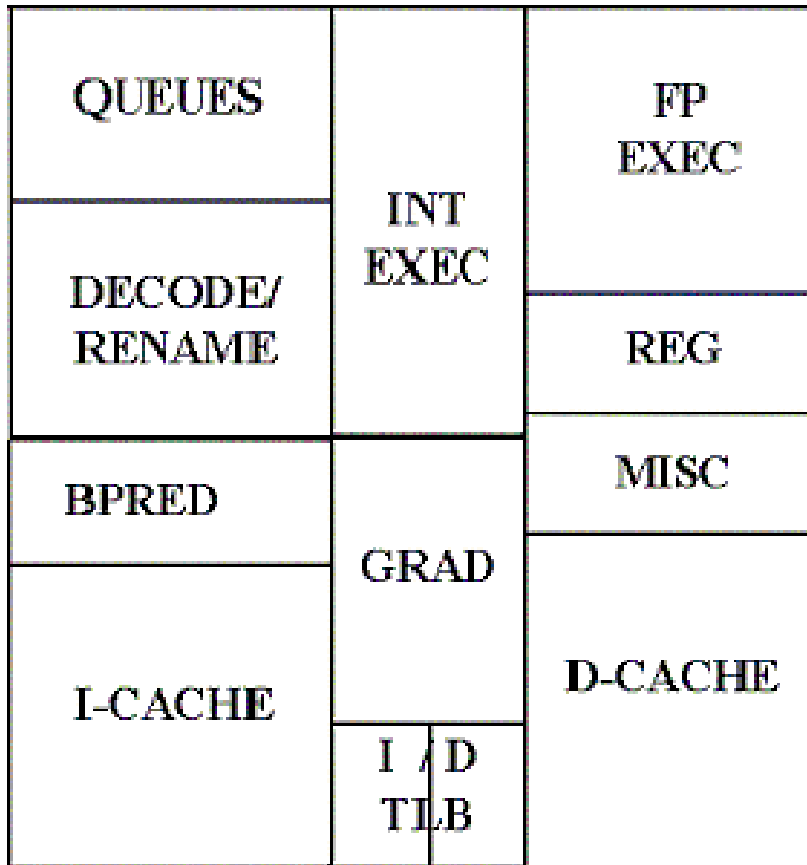 QUEUES
DECODE/
RENAME
BPRED
I-CACHE
INT
EXEC
GRAD
I / D
TLB
FP
EXEC
REG
MISC
D-CACHE